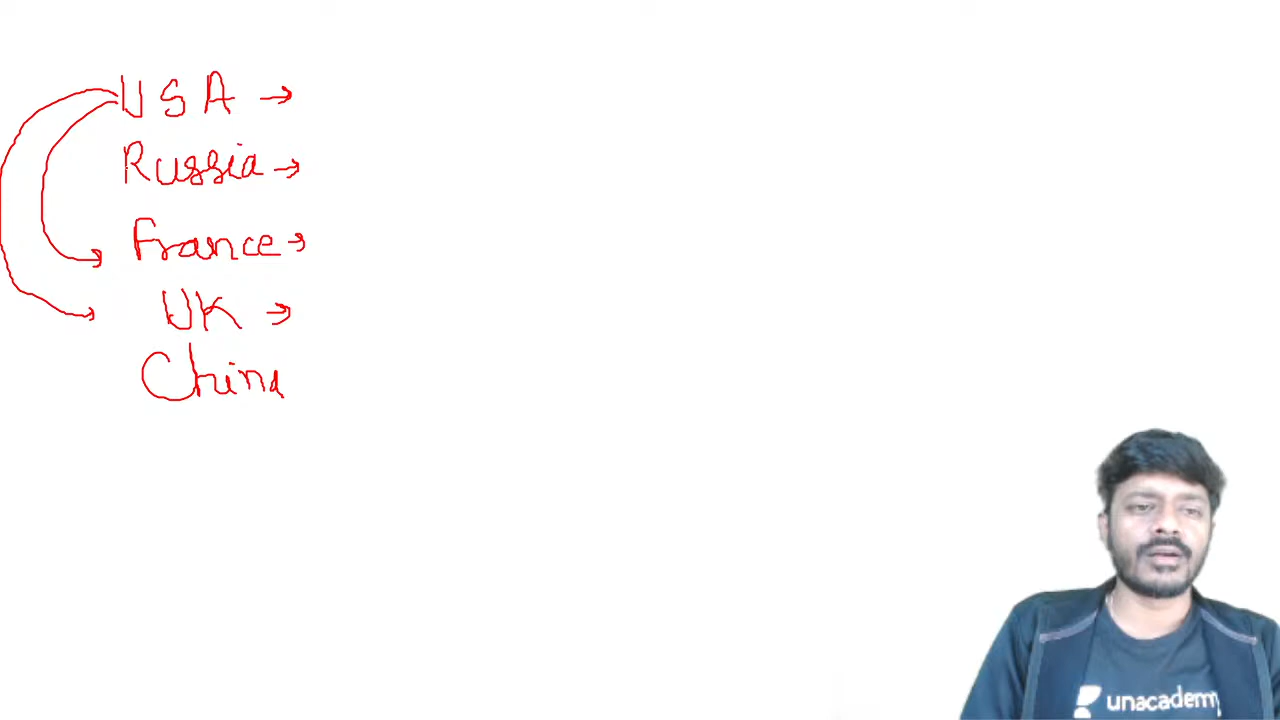 USA →
Russia →
France →
UK →
China
unacademy